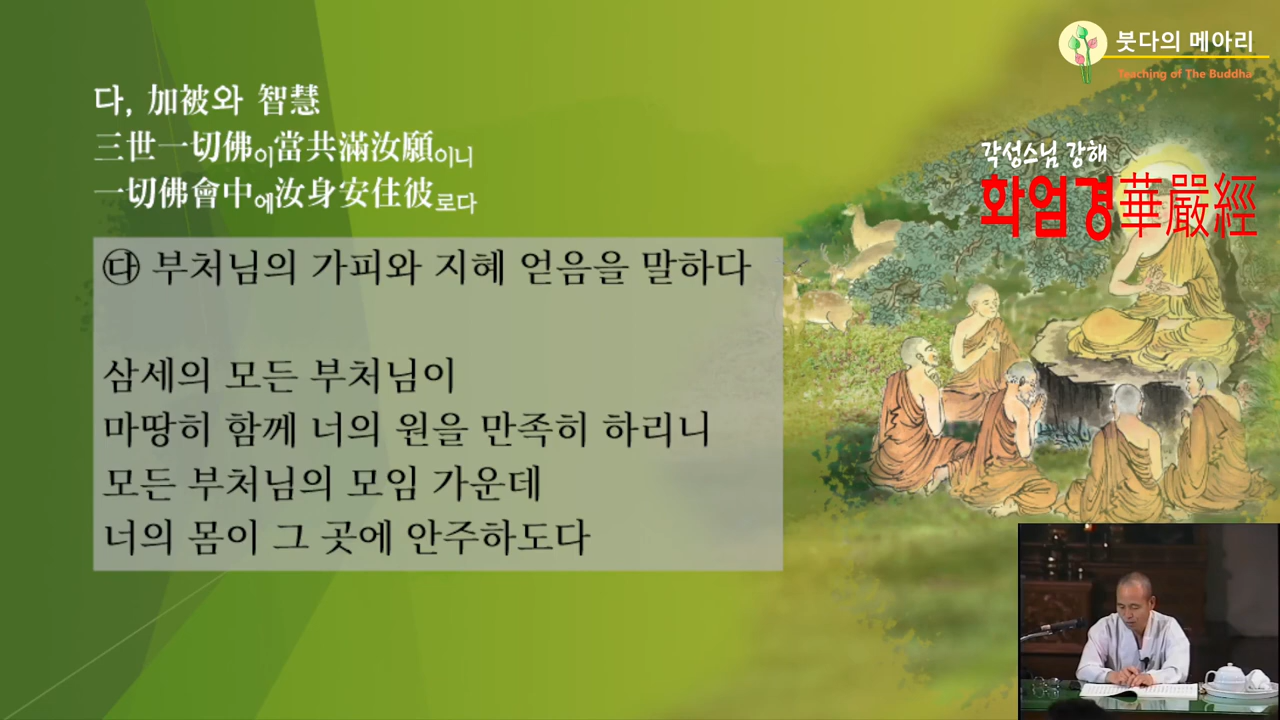 다, 加被와 智慧
三世一切佛이當共滿汝願이니
一切佛會中에汝身安住彼로다
㉰ 부처님의 가피와 지혜 얻음을 말하다
삼세의 모든 부처님이
마땅히 함께 너의 원을 만족히 하리니
모든 부처님의 모임 가운데
너의 몸이 그 곳에 안주하도다
붓다의 메아리
Teaching of The Buddha
각성스님 강해
화엄경華嚴經